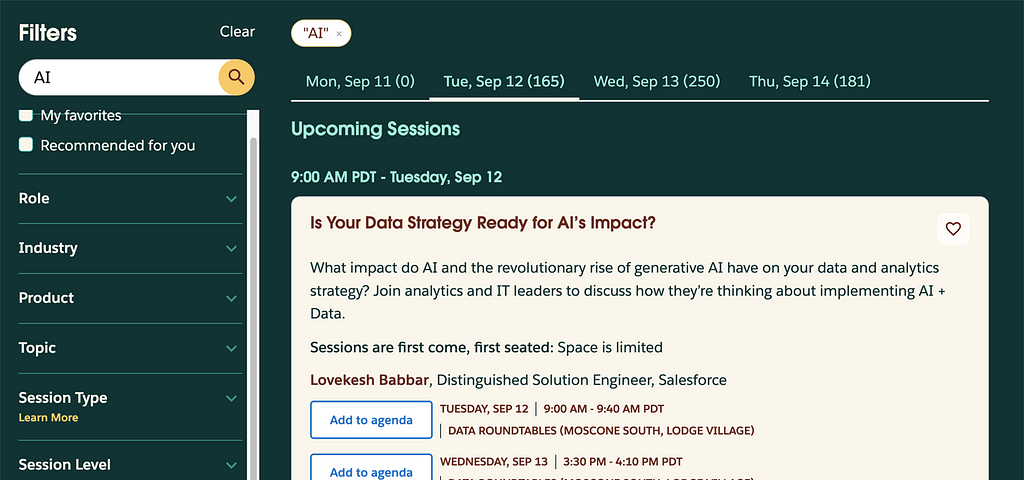 Filters
Clear
AI
My favorites
Recommended for you
Role
Industry
Product
Topic
Session Type
Learn More
Session Level
"AI" ×
Mon, Sep 11 (0) Tue, Sep 12 (165) Wed, Sep 13 (250) Thu, Sep 14 (181)
Upcoming Sessions
9:00 AM PDT - Tuesday, Sep 12
Is Your Data Strategy Ready for AI’s Impact?
What impact do AI and the revolutionary rise of generative AI have on your data and analytics
strategy? Join analytics and IT leaders to discuss how they’re thinking about implementing AI +
Data.
Sessions are first come, first seated: Space is limited
Lovekesh Babbar, Distinguished Solution Engineer, Salesforce
Add to agenda
TUESDAY, SEP 12 | 9:00 AM - 9:40 AM PDT
| DATA ROUNDTABLES (MOSCONE SOUTH, LODGE VILLAGE)
Add to agenda
WEDNESDAY, SEP 13 | 3:30 PM - 4:10 PM PDT